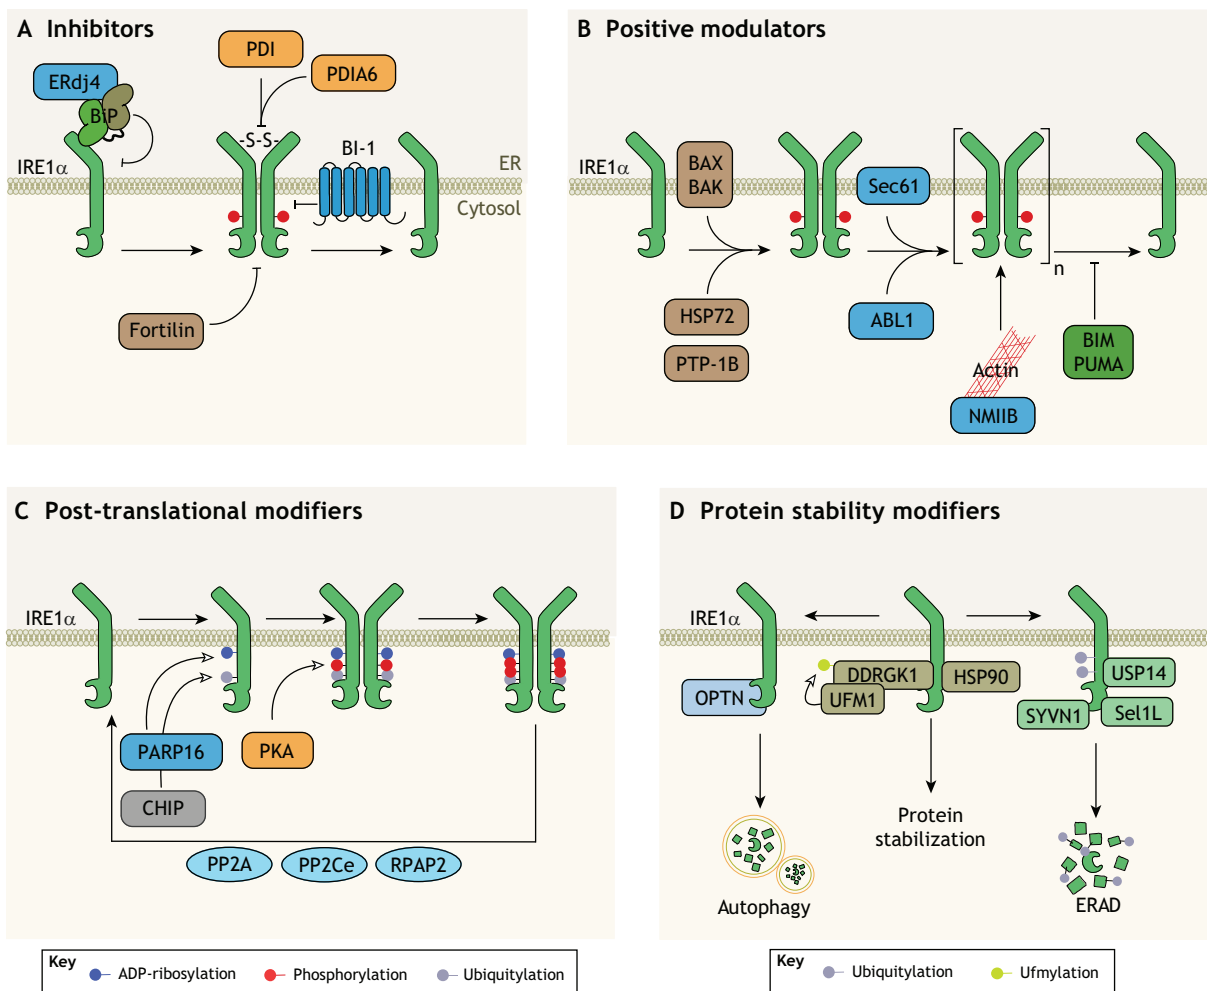 A Inhibitors
PDI
PDIA6
ERdj4
BiP
-S-S-
BI-1
IRE1α
ER
Cytosol
Fortilin
B Positive modulators
IRE1α
BAX
BAK
Sec61
n
HSP72
ABL1
PTP-1B
BIM
PUMA
Actin
NMIIB
C Post-translational modifiers
IRE1α
PARP16
PKA
CHIP
PP2A
PP2Ce
RPAP2
Key
ADP-ribosylation
Phosphorylation
Ubiquitylation
D Protein stability modifiers
IRE1α
DDRGK1
HSP90
USP14
OPTN
UFM1
SYVN1
Sel1L
Protein
stabilization
Autophagy
ERAD
Key
Ubiquitylation
Ufmylation